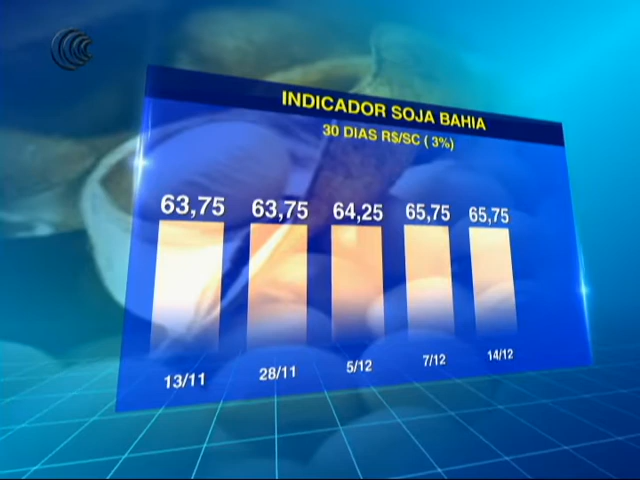 INDICADOR SOJA BAHIA
30 DIAS R$/SC ( 3%)
63,75 63,75 64,25 65,75 65,75
13/11 28/11 5/12 7/12 14/12